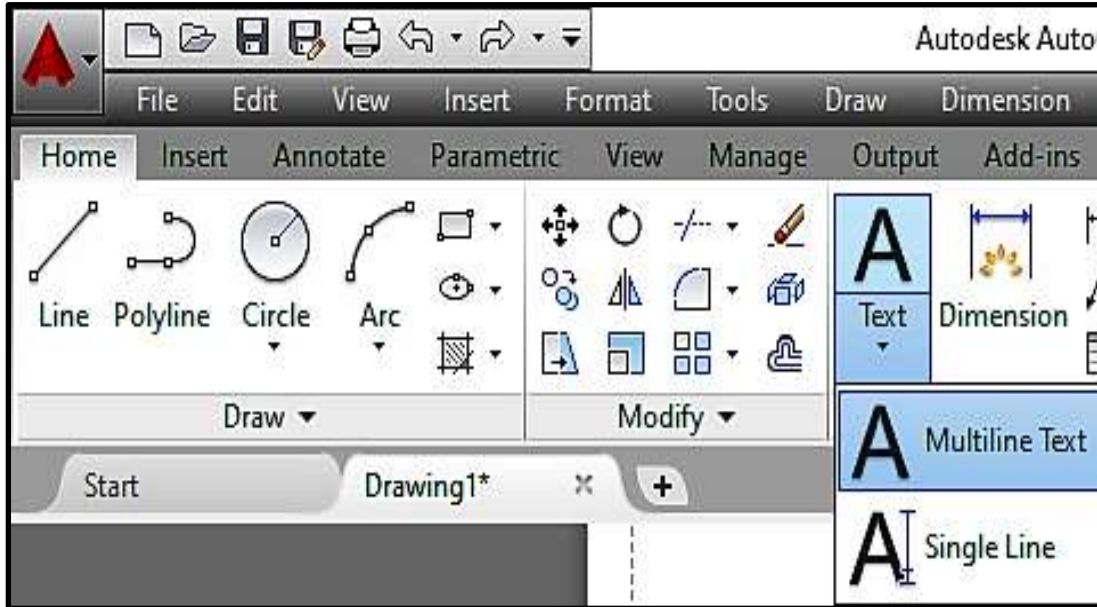 Autodesk Auto
File Edit View Insert Format Tools Draw Dimension
Home Insert Annotate Parametric View Manage Output Add-ins
Line Polyline Circle Arc Text Dimension
Draw Modify
Multiline Text
Start Drawing1*
Single Line